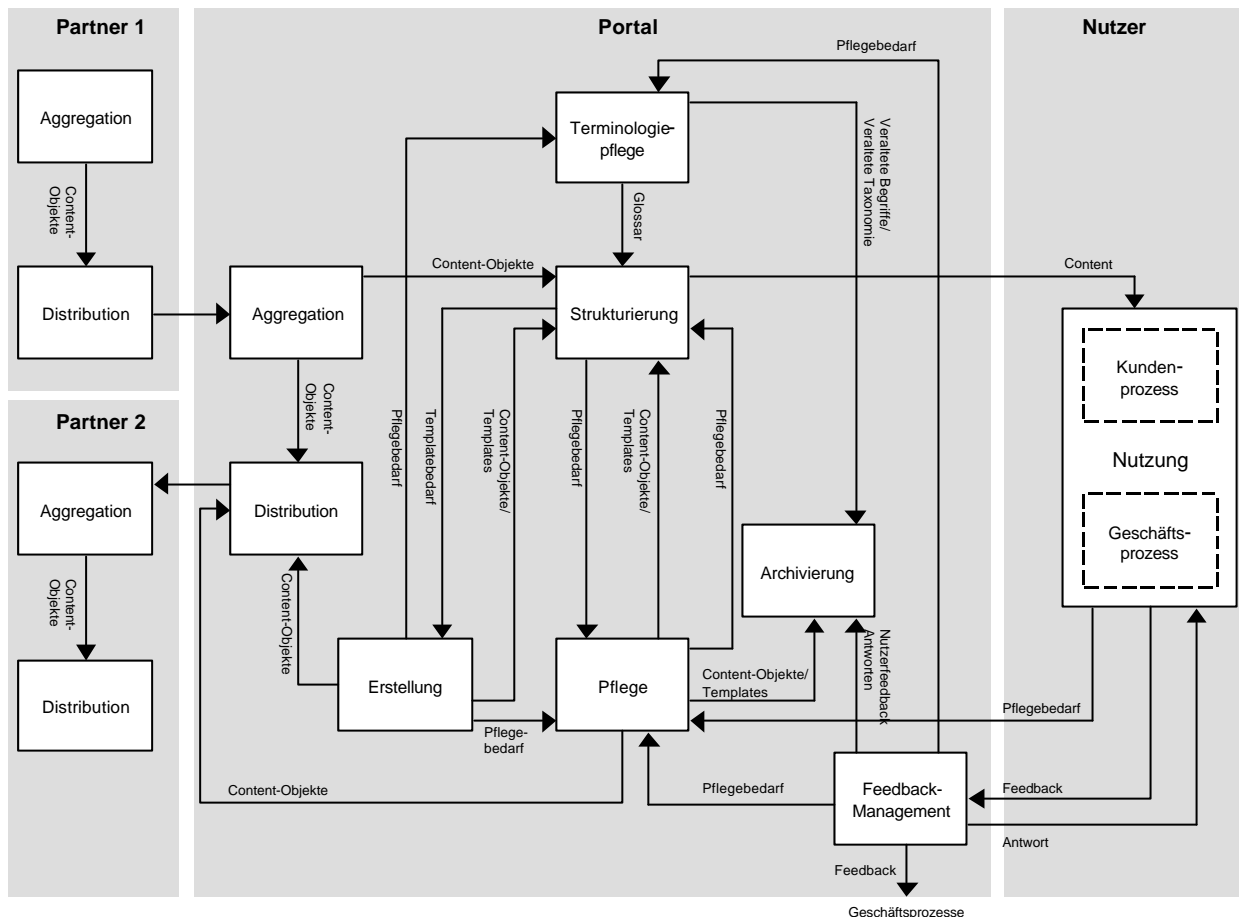 Partner 1
Portal
Nutzer
Pflegebedarf
Aggregation
Terminologie-
pflege
Veraltete Begriffe/
Veraltete Taxonomie
Content-
Objekte
Glossar
Content-Objekte
Content
Distribution
Aggregation
Strukturierung
Kunden-
prozess
Nutzung
Geschäfts-
prozess
Partner 2
Content-
Objekte
Pflegebedarf
Templatebedarf
Content-Objekte/
Templates
Pflegebedarf
Content-Objekte/
Templates
Pflegebedarf
Aggregation
Distribution
Archivierung
Content-
Objekte
Content-Objekte
Nutzerfeedback
Antworten
Distribution
Erstellung
Pflege
Content-Objekte/
Templates
Pflegebedarf
Pflege-
bedarf
Content-Objekte
Pflegebedarf
Feedback-
Management
Feedback
Antwort
Feedback
Geschäftsprozesse